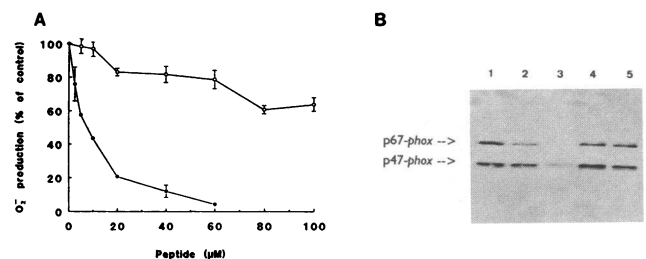 A
O2⁻ production (% of control)
100
80
60
40
20
0
0 20 40 60 80 100
Peptide (µM)
B
1 2 3 4 5
p67-phox -->
p47-phox -->